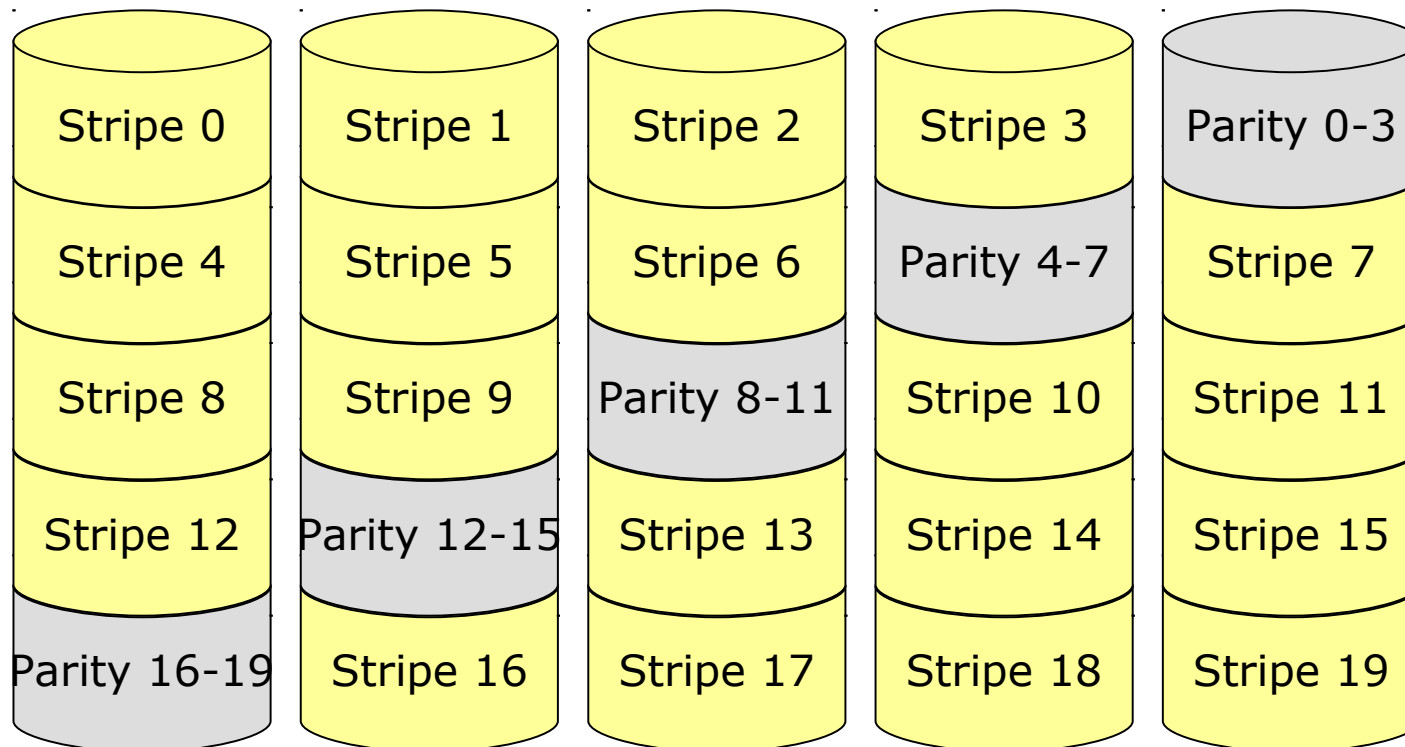 Stripe 0 Stripe 1 Stripe 2 Stripe 3 Parity 0-3
Stripe 4 Stripe 5 Stripe 6 Parity 4-7 Stripe 7
Stripe 8 Stripe 9 Parity 8-11 Stripe 10 Stripe 11
Stripe 12 Parity 12-15 Stripe 13 Stripe 14 Stripe 15
Parity 16-19 Stripe 16 Stripe 17 Stripe 18 Stripe 19